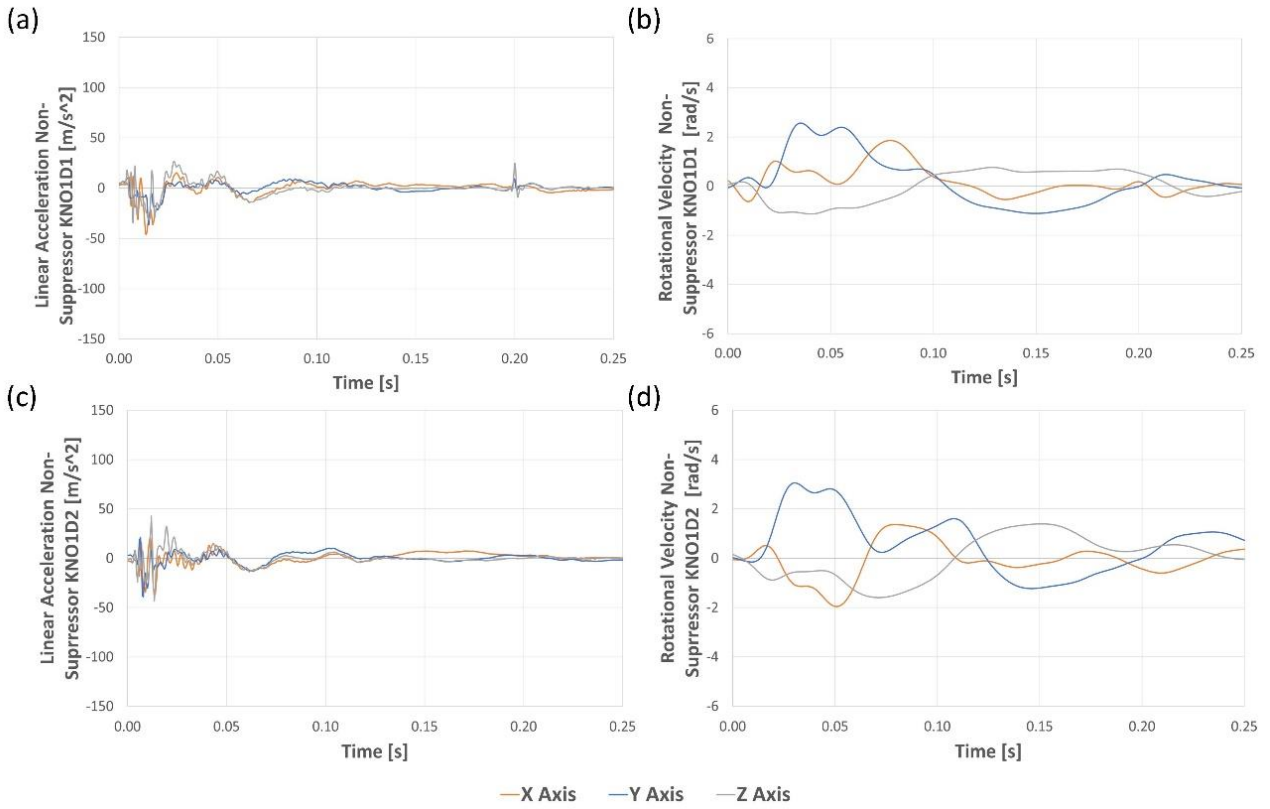 (a)
Linear Acceleration Non-
Suppressor KNO1D1 [m/s^2]
150
100
50
0
-50
-100
-150
0.00 0.05 0.10 0.15 0.20 0.25
Time [s]
(b)
Rotational Velocity Non-
Suppressor KNO1D1 [rad/s]
6
4
2
0
-2
-4
-6
0.00 0.05 0.10 0.15 0.20 0.25
Time [s]
(c)
Linear Acceleration Non-
Suprressor KNO1D2 [m/s^2]
150
100
50
0
-50
-100
-150
0.00 0.05 0.10 0.15 0.20 0.25
Time [s]
(d)
Rotational Velocity Non-
Suprressor KNO1D2 [rad/s]
6
4
2
0
-2
-4
-6
0.00 0.05 0.10 0.15 0.20 0.25
Time [s]
X Axis Y Axis Z Axis